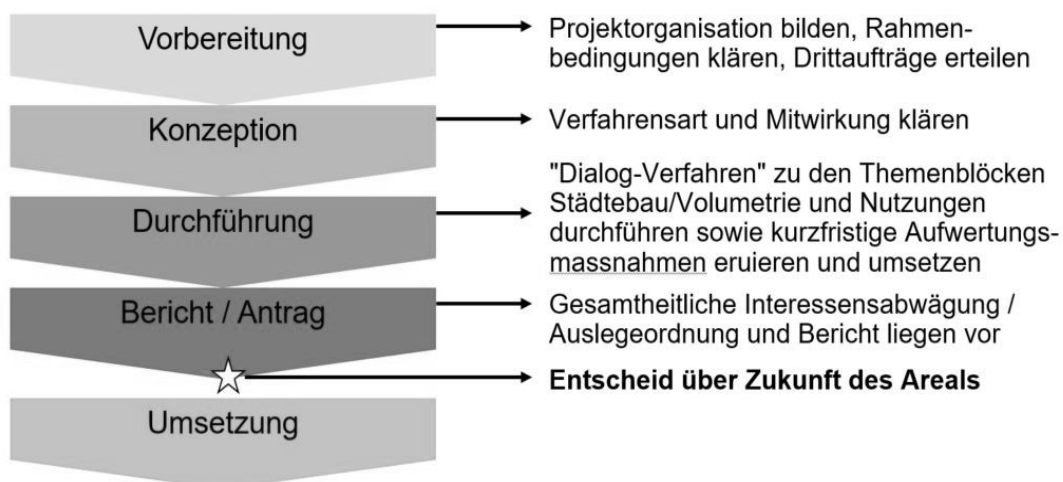 Vorbereitung
Projektorganisation bilden, Rahmen-
bedingungen klären, Drittaufträge erteilen
Konzeption
Verfahrensart und Mitwirkung klären
Durchführung
"Dialog-Verfahren" zu den Themenblöcken
Städtebau/Volumetrie und Nutzungen
durchführen sowie kurzfristige Aufwertungs-
massnahmen eruieren und umsetzen
Bericht / Antrag
Gesamtheitliche Interessensabwägung /
Auslegeordnung und Bericht liegen vor
Entscheid über Zukunft des Areals
Umsetzung